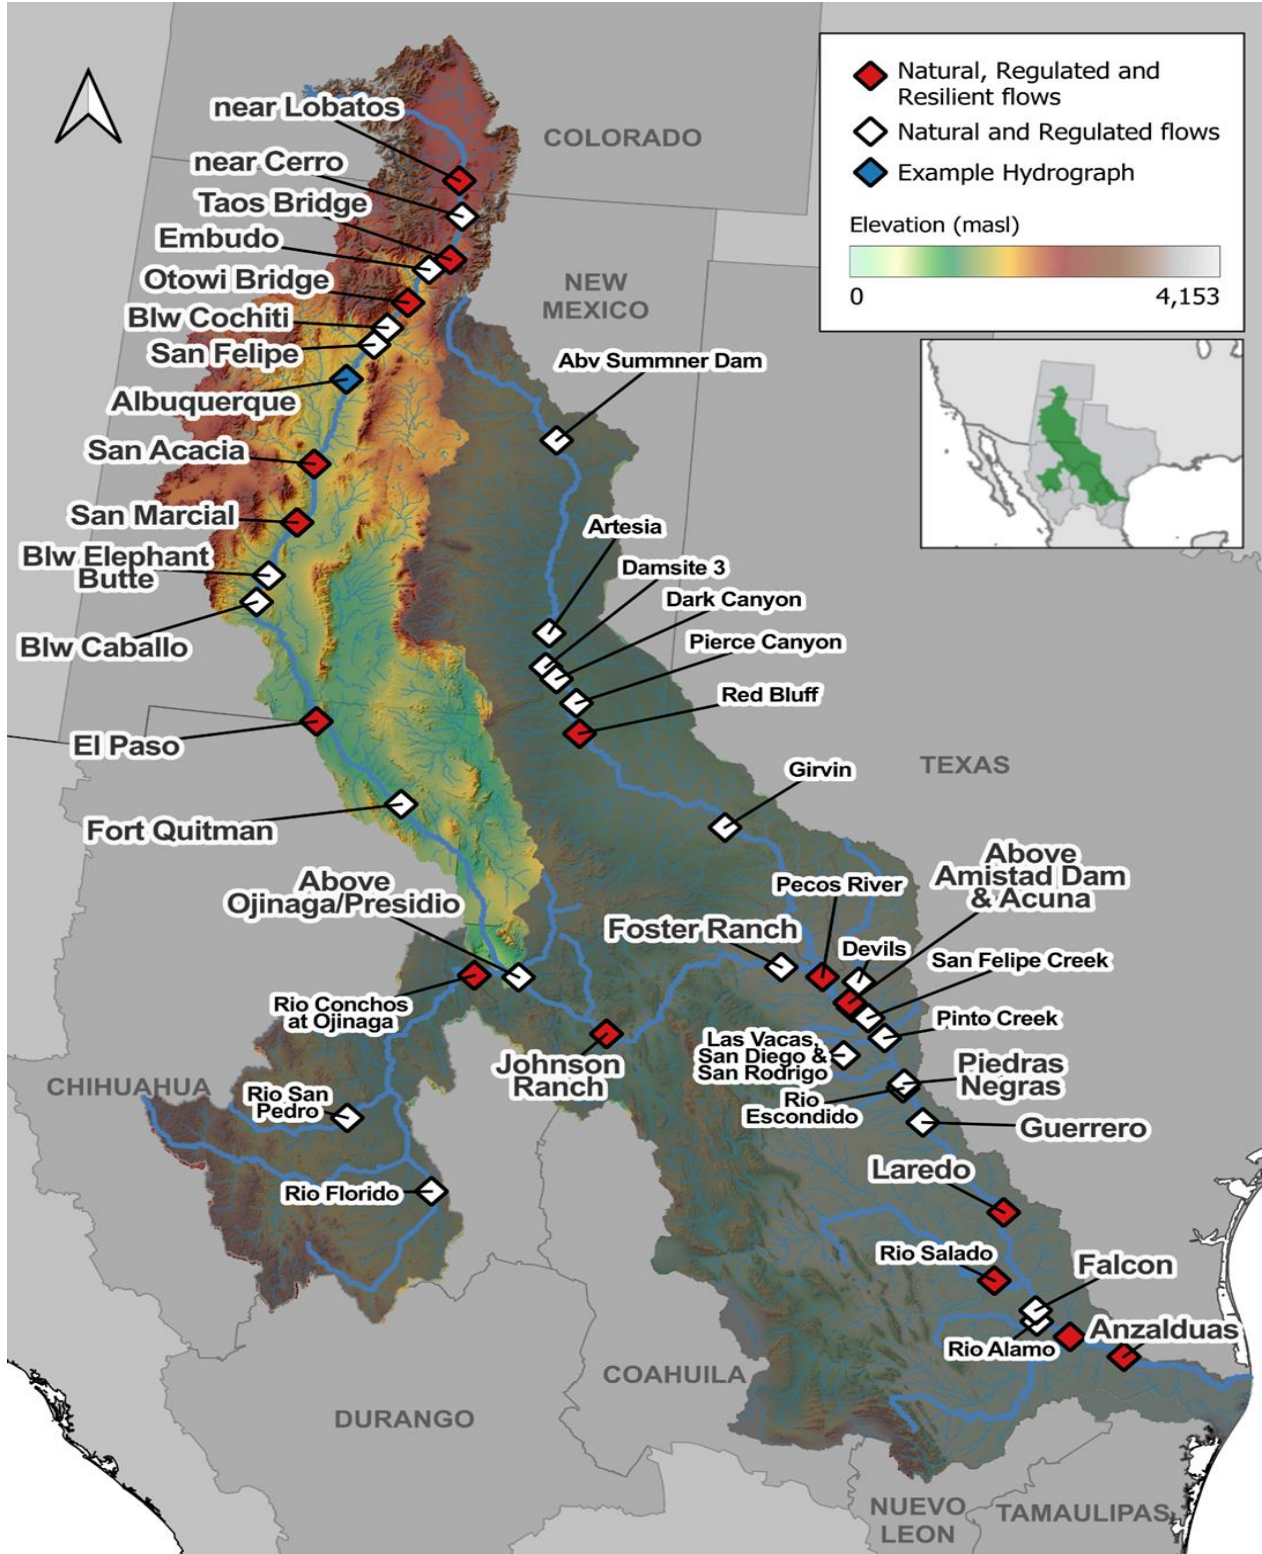 Natural, Regulated and
Resilient flows
Natural and Regulated flows
Example Hydrograph
Elevation (masl)
0
4,153
near Lobatos
COLORADO
near Cerro
Taos Bridge
Embudo
Otowi Bridge
NEW
MEXICO
Blw Cochiti
San Felipe
Abv Summner Dam
Albuquerque
San Acacia
San Marcial
Artesia
Blw Elephant
Butte
Damsite 3
Dark Canyon
Blw Caballo
Pierce Canyon
Red Bluff
El Paso
TEXAS
Girvin
Fort Quitman
Above
Ojinaga/Presidio
Above
Amistad Dam
& Acuna
Pecos River
Foster Ranch
Devils
San Felipe Creek
Rio Conchos
at Ojinaga
Pinto Creek
Las Vacas,
San Diego &
San Rodrigo
Johnson
Ranch
Piedras
Negras
CHIHUAHUA
Rio San
Pedro
Rio
Escondido
Guerrero
Laredo
Rio Florido
Rio Salado
Falcon
Anzalduas
Rio Alamo
COAHUILA
DURANGO
NUEVO
LEON
TAMAULIPAS